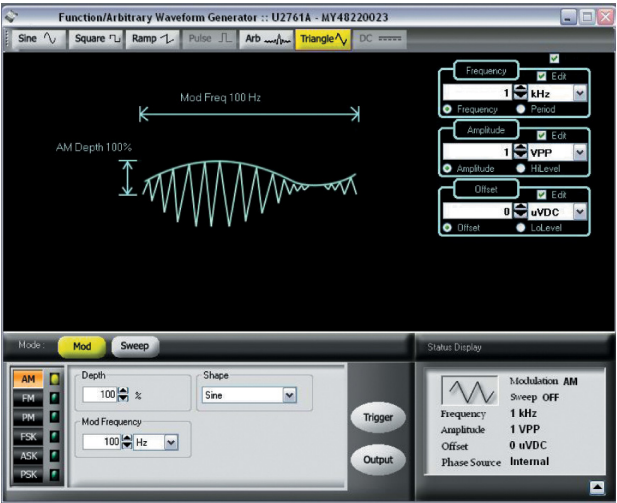 Function/Arbitrary Waveform Generator :: U2761A - MY48220023
Sine Square Ramp Pulse Arb Triangle DC
Frequency
Edit
1 kHz
Frequency Period
Mod Freq 100 Hz
Amplitude
Edit
1 VPP
Amplitude HiLevel
AM Depth 100%
Offset
Edit
0 uVDC
Offset LoLevel
Mode :
Mod
Sweep
Status Display
AM
FM
PM
FSK
ASK
PSK
Depth
100 %
Shape
Sine
Mod Frequency
100 Hz
Trigger
Output
Modulation AM
Sweep OFF
Frequency 1 kHz
Amplitude 1 VPP
Offset 0 uVDC
Phase Source Internal